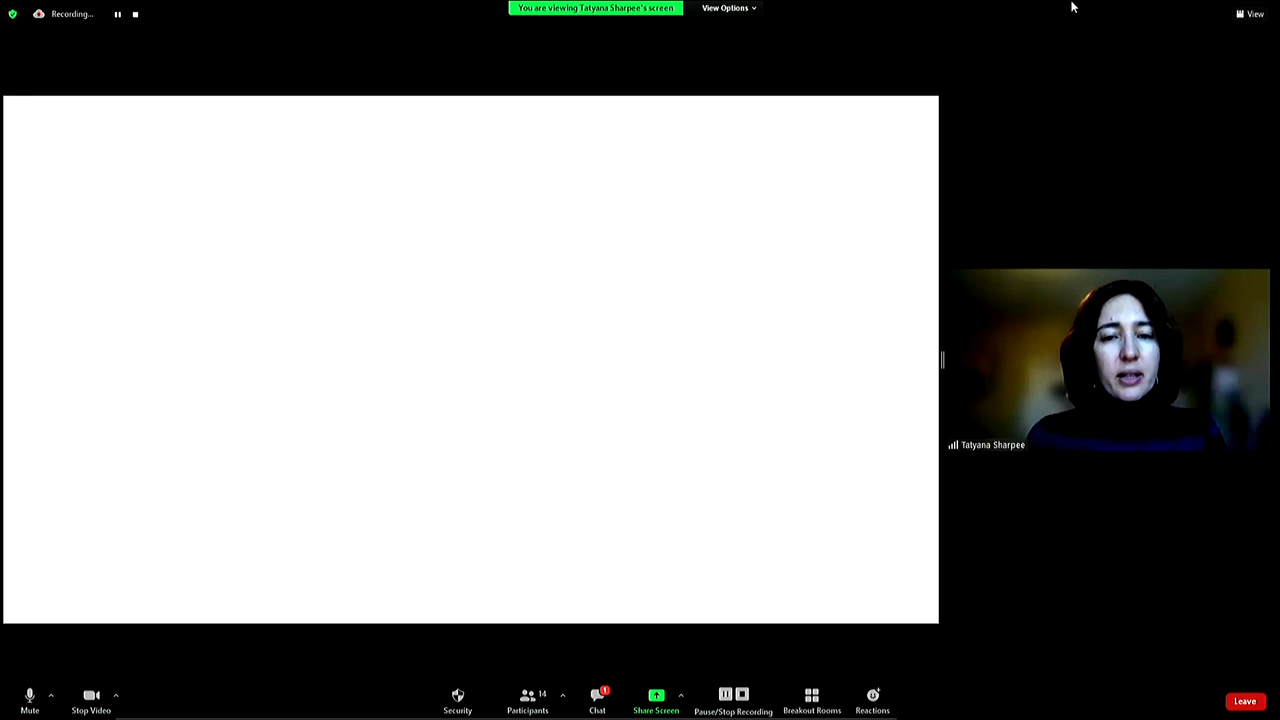 Recording...
You are viewing Tatyana Sharpee's screen
View Options
View
Tatyana Sharpee
Mute
Stop Video
Security
14
Participants
1
Chat
Share Screen
Pause/Stop Recording
Breakout Rooms
Reactions
Leave